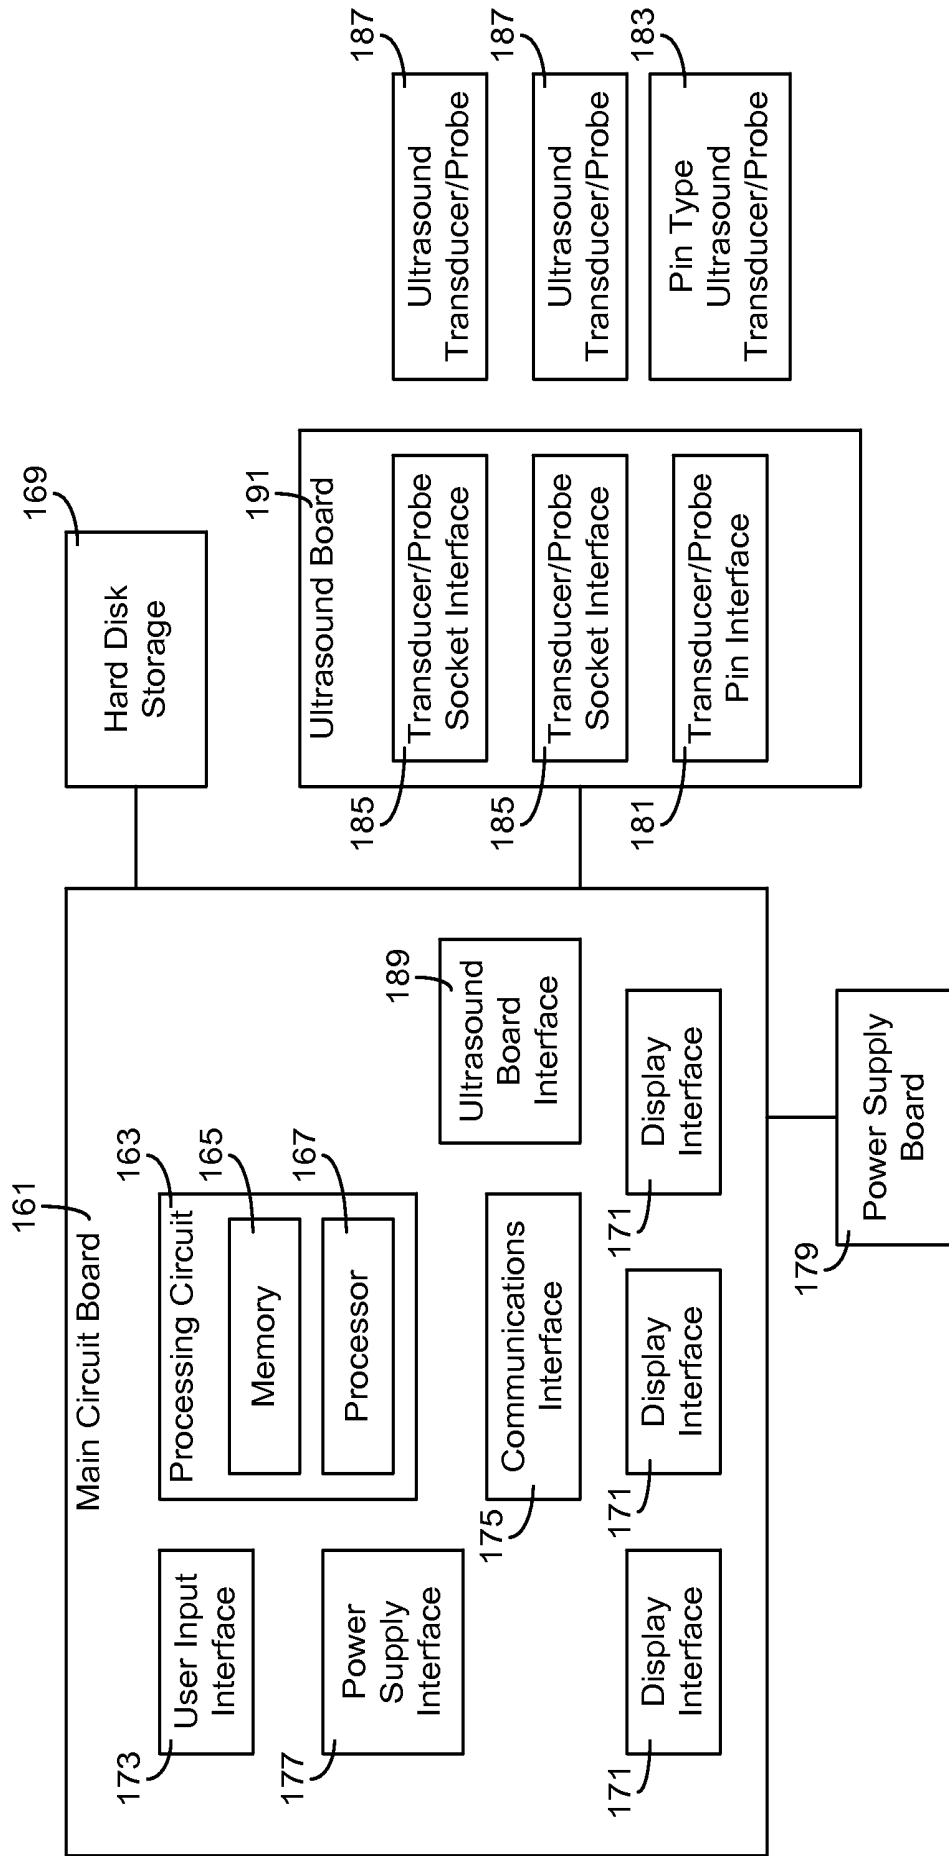 161
Main Circuit Board
173
User Input
Interface
177
Power
Supply
Interface
Processing Circuit
163
Memory
165
Processor
167
175
Communications
Interface
189
Ultrasound
Board
Interface
171
Display
Interface
171
Display
Interface
171
Display
Interface
179
Power Supply
Board
169
Hard Disk
Storage
191
Ultrasound Board
185
Transducer/Probe
Socket Interface
185
Transducer/Probe
Socket Interface
181
Transducer/Probe
Pin Interface
187
Ultrasound
Transducer/Probe
187
Ultrasound
Transducer/Probe
183
Pin Type
Ultrasound
Transducer/Probe